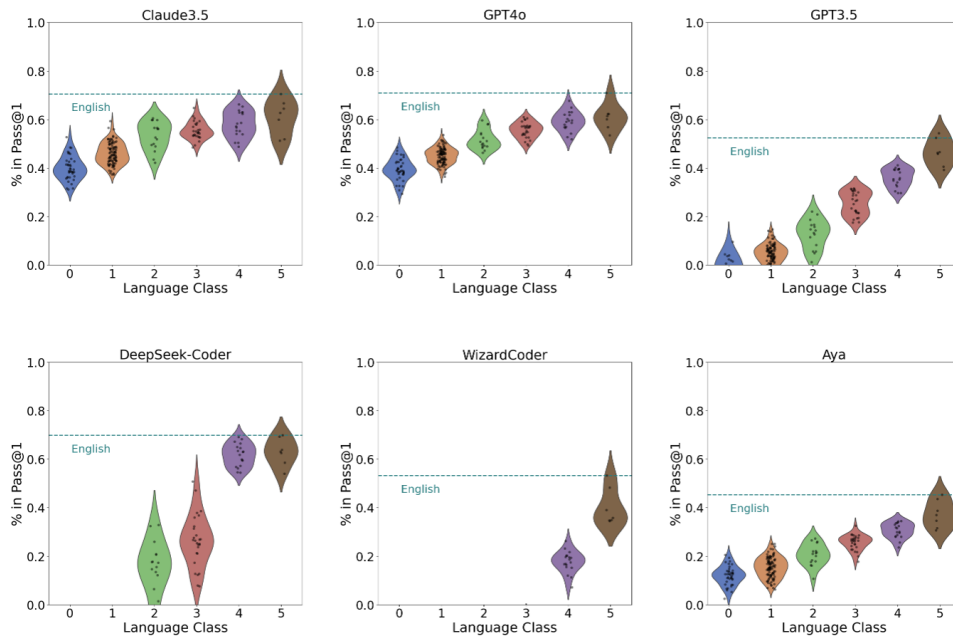 Claude3.5
1.0
0.8
0.6
0.4
0.2
0.0
% in Pass@1
English
0 1 2 3 4 5
Language Class
GPT4o
1.0
0.8
0.6
0.4
0.2
0.0
% in Pass@1
English
0 1 2 3 4 5
Language Class
GPT3.5
1.0
0.8
0.6
0.4
0.2
0.0
% in Pass@1
English
0 1 2 3 4 5
Language Class
DeepSeek-Coder
1.0
0.8
0.6
0.4
0.2
0.0
% in Pass@1
English
0 1 2 3 4 5
Language Class
WizardCoder
1.0
0.8
0.6
0.4
0.2
0.0
% in Pass@1
English
0 1 2 3 4 5
Language Class
Aya
1.0
0.8
0.6
0.4
0.2
0.0
% in Pass@1
English
0 1 2 3 4 5
Language Class